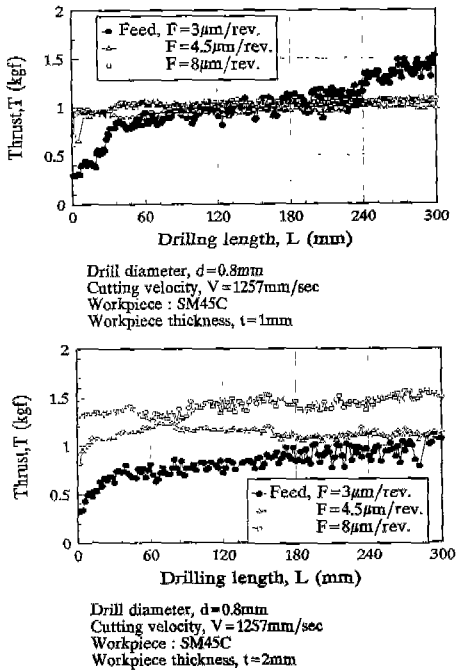 2
Feed, F=3μm/rev.
F=4.5μm/rev.
F=8μm/rev.
1.5
1
0.5
0
Thrust,T (kgf)
0 60 120 180 240 300
Drilling length, L (mm)
Drill diameter, d=0.8mm
Cutting velocity, V=1257mm/sec
Workpiece : SM45C
Workpiece thickness, t=1mm
2
1.5
1
0.5
0
Thrust,T (kgf)
Feed, F=3μm/rev.
F=4.5μm/rev.
F=8μm/rev.
0 60 120 180 240 300
Drilling length, L (mm)
Drill diameter, d=0.8mm
Cutting velocity, V=1257mm/sec
Workpiece : SM45C
Workpiece thickness, t=2mm